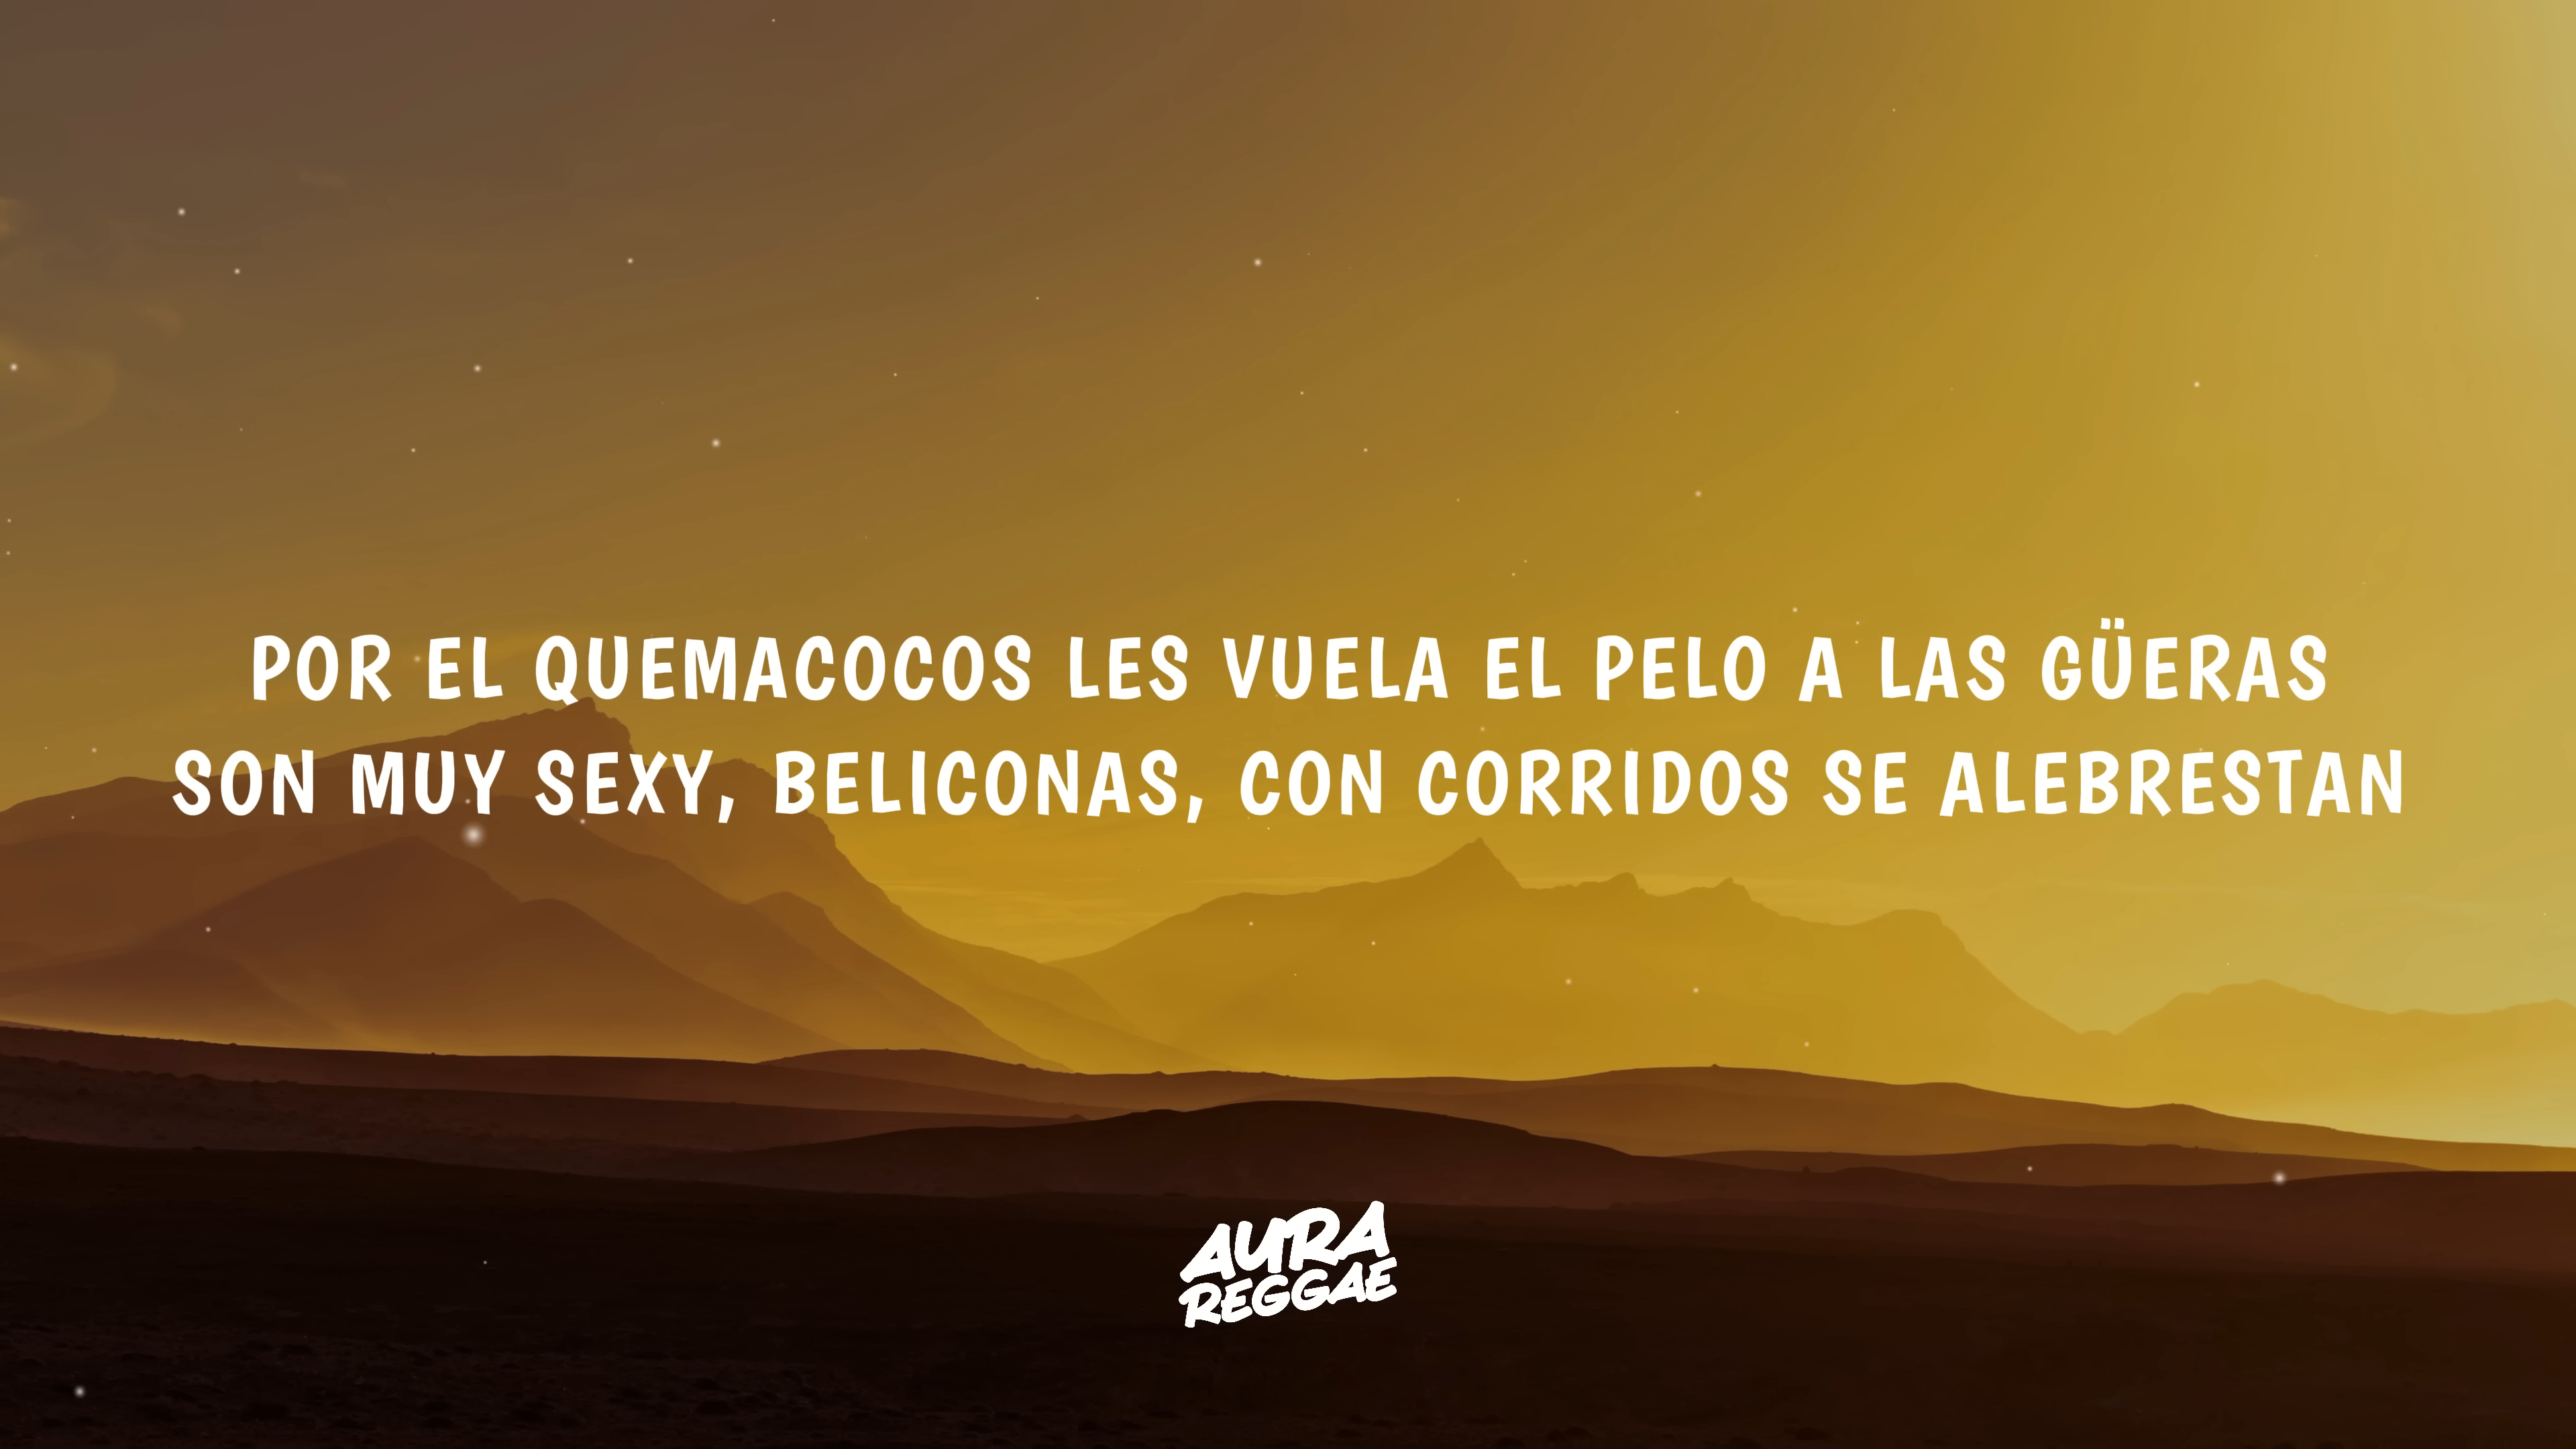 POR EL QUEMACOCOS LES VUELA EL PELO A LAS GÜERAS
SON MUY SEXY, BELICONAS, CON CORRIDOS SE ALEBRESTAN
AURA
REGGAE